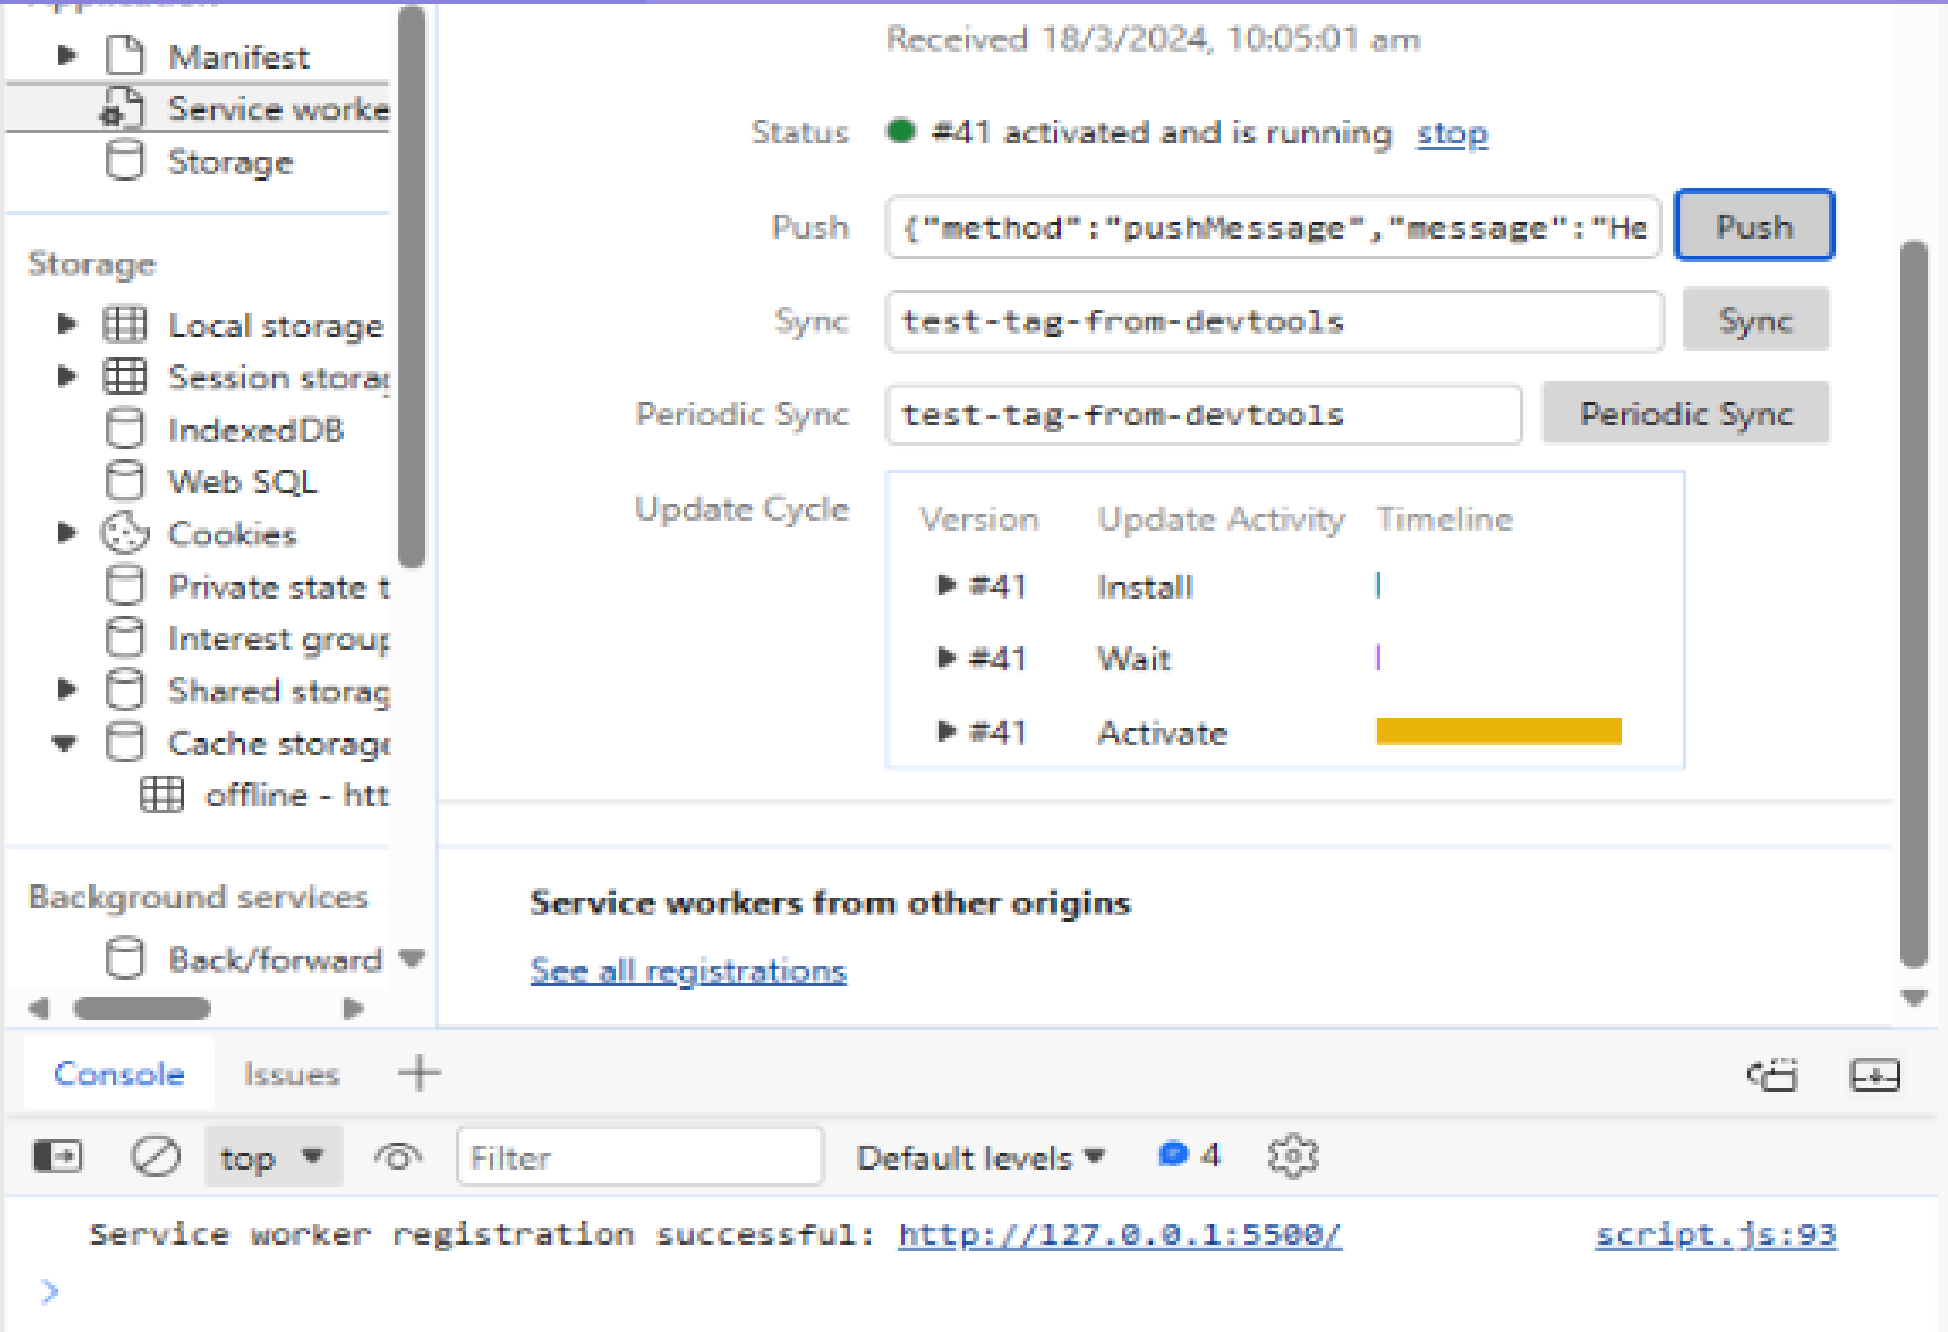 Application
Manifest
Service worke
Storage
Storage
Local storage
Session storag
IndexedDB
Web SQL
Cookies
Private state t
Interest group
Shared storag
Cache storage
offline - htt
Background services
Back/forward
Received 18/3/2024, 10:05:01 am
Status #41 activated and is running stop
Push {"method":"pushMessage","message":"He Push
Sync test-tag-from-devtools Sync
Periodic Sync test-tag-from-devtools Periodic Sync
Update Cycle Version Update Activity Timeline
#41 Install
#41 Wait
#41 Activate
Service workers from other origins
See all registrations
Console Issues
top Filter Default levels 4
Service worker registration successful: http://127.0.0.1:5500/ script.js:93